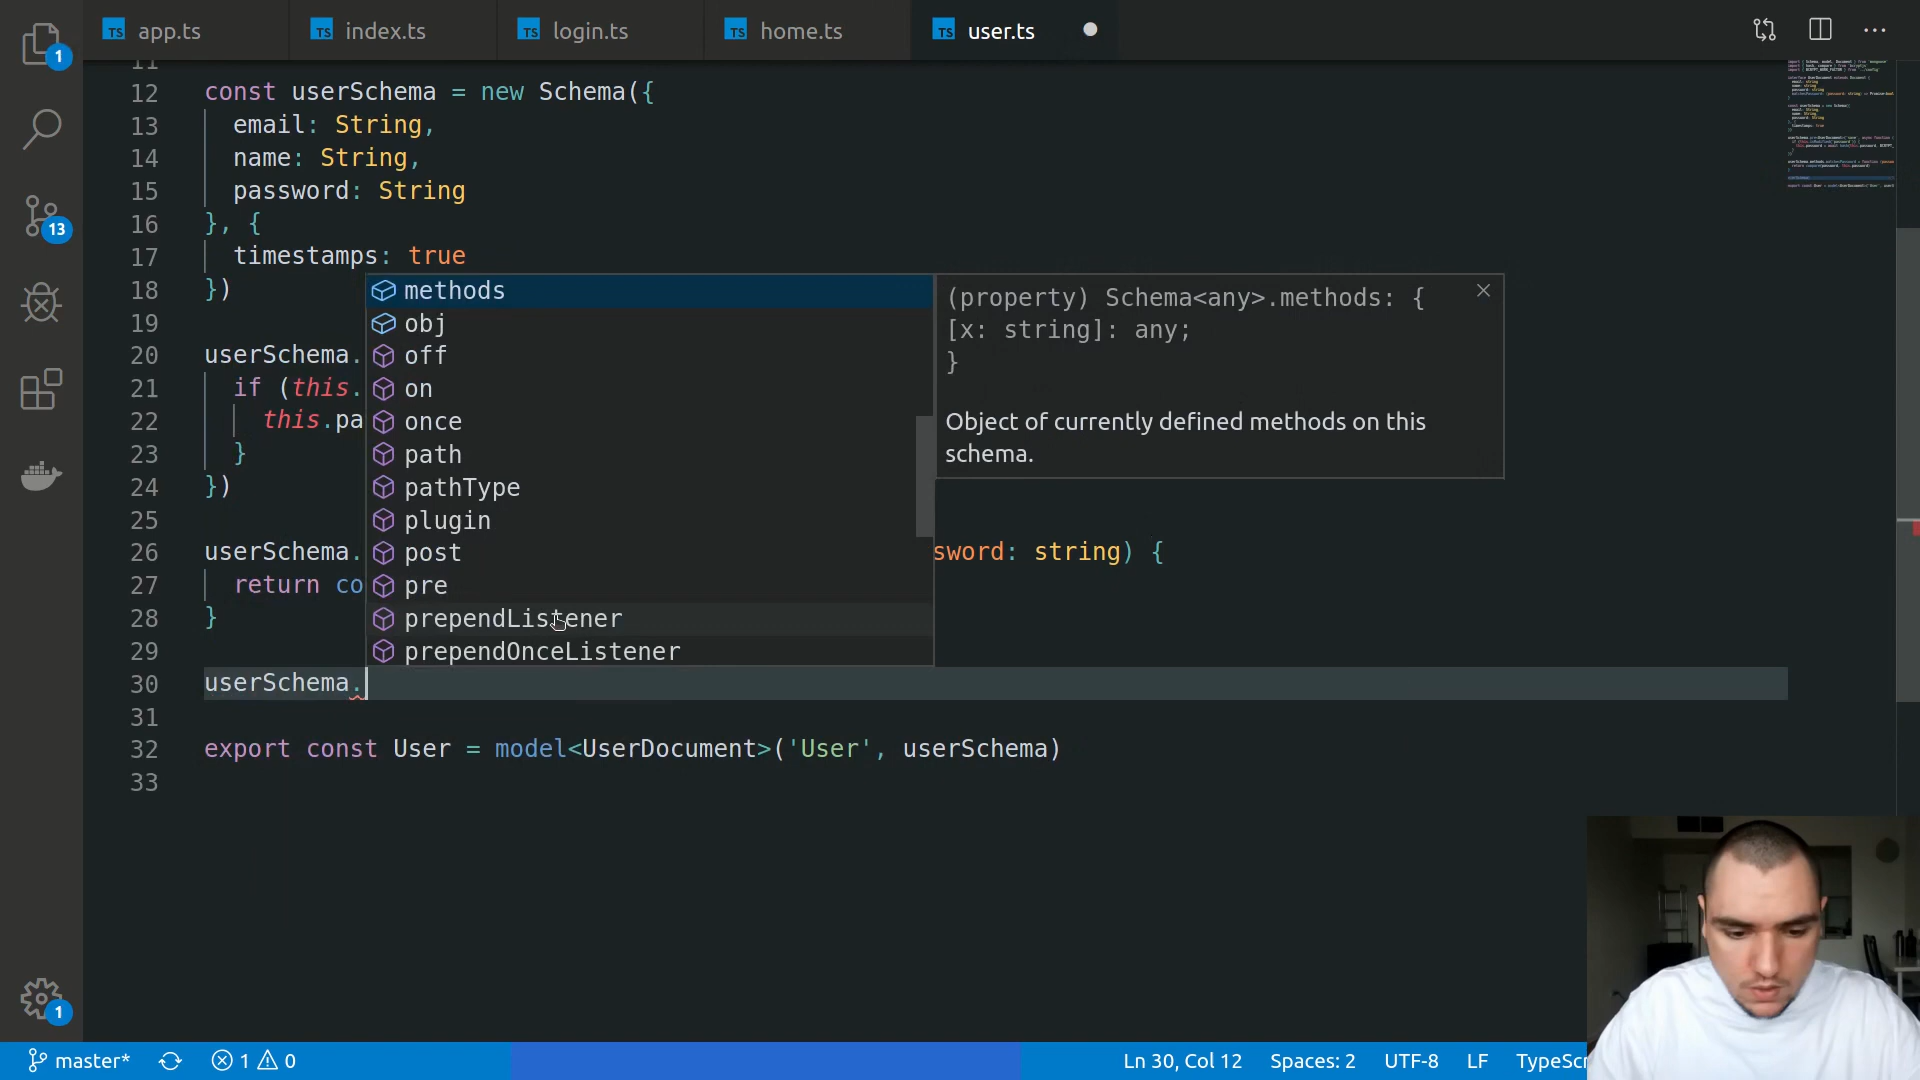 app.ts
index.ts
login.ts
home.ts
user.ts
11
12 const userSchema = new Schema({
13 email: String,
14 name: String,
15 password: String
16 }, {
17 timestamps: true
18 })
19
20 userSchema.
21 if (this.
22 this.pa
23 }
24 })
25
26 userSchema. sword: string) {
27 return co
28 }
29
30 userSchema.
31
32 export const User = model<UserDocument>('User', userSchema)
33
methods
obj
off
on
once
path
pathType
plugin
post
pre
prependListener
prependOnceListener
(property) Schema<any>.methods: {
[x: string]: any;
}
Object of currently defined methods on this
schema.
1
13
1
master*
1
0
Ln 30, Col 12
Spaces: 2
UTF-8
LF
TypeScr